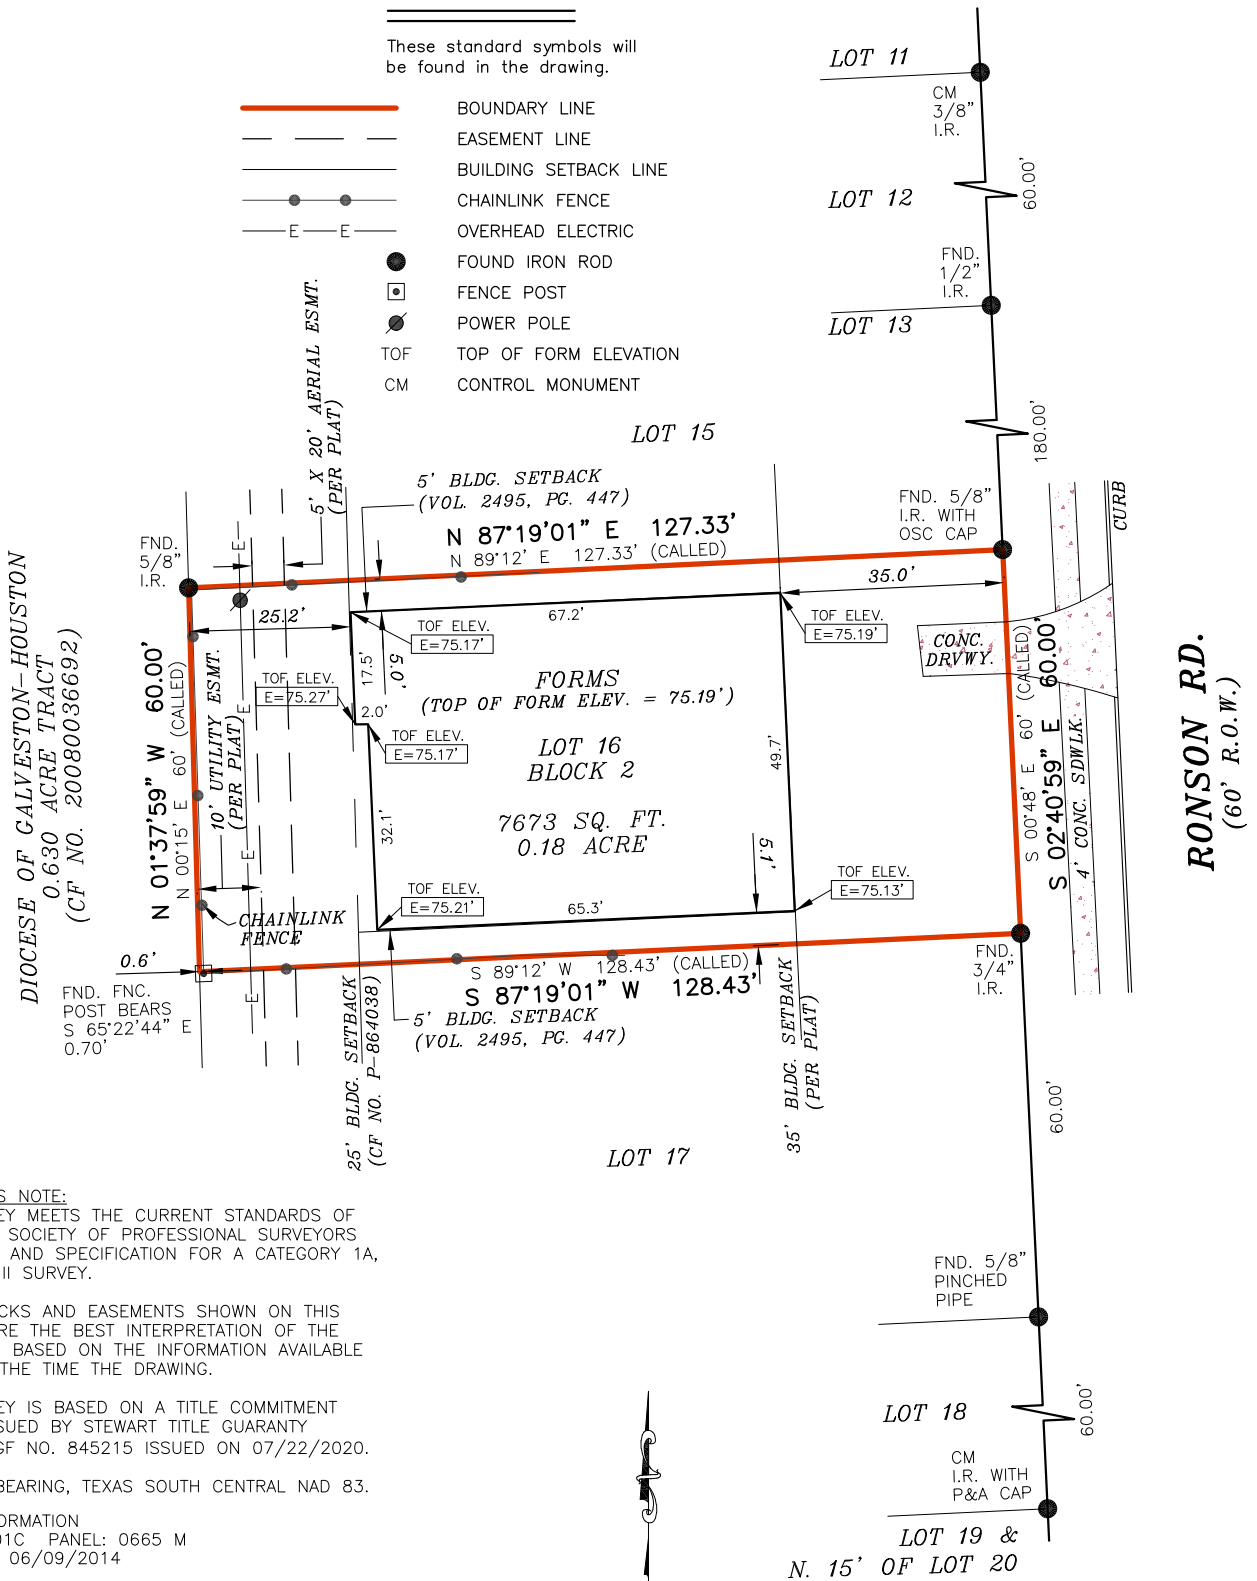 These standard symbols will
be found in the drawing.
BOUNDARY LINE
EASEMENT LINE
BUILDING SETBACK LINE
CHAINLINK FENCE
E E OVERHEAD ELECTRIC
FOUND IRON ROD
FENCE POST
POWER POLE
TOF TOP OF FORM ELEVATION
CM CONTROL MONUMENT
LOT 11
CM
3/8"
I.R.
60.00'
LOT 12
FND.
1/2"
I.R.
LOT 13
180.00'
LOT 15
5' X 20' AERIAL ESMT.
(PER PLAT)
5' BLDG. SETBACK
(VOL. 2495, PG. 447)
N 87°19'01" E 127.33'
N 89°12' E 127.33' (CALLED)
FND. 5/8"
I.R. WITH
OSC CAP
CURB
FND.
5/8"
I.R.
E
25.2'
67.2'
35.0'
TOF ELEV.
E=75.17'
TOF ELEV.
E=75.19'
CONC.
DRVWY.
17.5'
5.0'
TOF ELEV.
E=75.27'
2.0'
TOF ELEV.
E=75.17'
FORMS
(TOP OF FORM ELEV. = 75.19')
LOT 16
BLOCK 2
7673 SQ. FT.
0.18 ACRE
49.7'
32.1'
5.1'
DIOCESE OF GALVESTON-HOUSTON
0.630 ACRE TRACT
(CF NO. 20080036692)
N 01°37'59" W 60.00'
N 00°15' E 60' (CALLED)
10' UTILITY ESMT.
(PER PLAT)
E
E
E
S 00°48' E 60' (CALLED)
S 02°40'59" E 60.00'
4' CONC. SDWLK.
RONSON RD.
(60' R.O.W.)
TOF ELEV.
E=75.21'
65.3'
TOF ELEV.
E=75.13'
CHAINLINK
FENCE
0.6'
FND. FNC.
POST BEARS
S 65°22'44" E
0.70'
S 89°12' W 128.43' (CALLED)
S 87°19'01" W 128.43'
FND.
3/4"
I.R.
5' BLDG. SETBACK
(VOL. 2495, PG. 447)
25' BLDG. SETBACK
(CF NO. P-864038)
35' BLDG. SETBACK
(PER PLAT)
60.00'
LOT 17
S NOTE:
EY MEETS THE CURRENT STANDARDS OF
SOCIETY OF PROFESSIONAL SURVEYORS
AND SPECIFICATION FOR A CATEGORY 1A,
II SURVEY.
CKS AND EASEMENTS SHOWN ON THIS
RE THE BEST INTERPRETATION OF THE
BASED ON THE INFORMATION AVAILABLE
THE TIME THE DRAWING.
EY IS BASED ON A TITLE COMMITMENT
SUED BY STEWART TITLE GUARANTY
GF NO. 845215 ISSUED ON 07/22/2020.
BEARING, TEXAS SOUTH CENTRAL NAD 83.
ORMATION
01C PANEL: 0665 M
06/09/2014
FND. 5/8"
PINCHED
PIPE
LOT 18
60.00'
CM
I.R. WITH
P&A CAP
LOT 19 &
N. 15' OF LOT 20